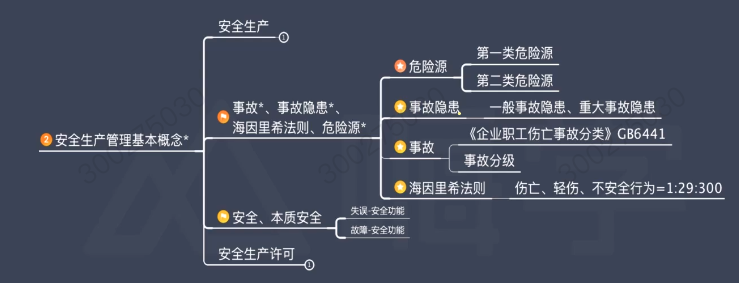 安全生产
1
第一类危险源
危险源
第二类危险源
事故*、事故隐患*、
海因里希法则、危险源*
事故隐患
一般事故隐患、重大事故隐患
2 安全生产管理基本概念*
《企业职工伤亡事故分类》GB6441
事故
事故分级
海因里希法则
伤亡、轻伤、不安全行为=1:29:300
安全、本质安全
失误-安全功能
故障-安全功能
安全生产许可
1